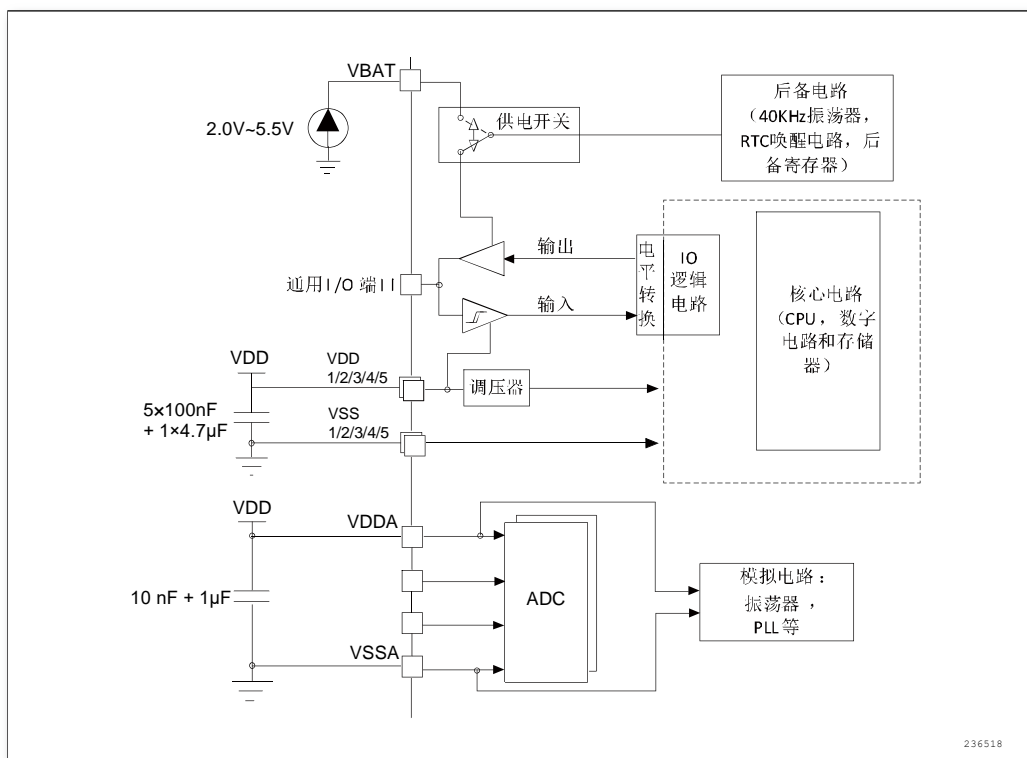 VBAT
2.0V~5.5V
供电开关
后备电路
（40KHz振荡器，
RTC唤醒电路，后
备寄存器）
输出
通用I/O 端口
输入
电
平
转
换
IO
逻辑
电路
核心电路
（CPU，数字
电路和存储
器）
VDD
VDD
1/2/3/4/5
调压器
5×100nF
+ 1×4.7µF
VSS
1/2/3/4/5
VDD
VDDA
ADC
10 nF + 1µF
模拟电路：
振荡器，
PLL等
VSSA
236518